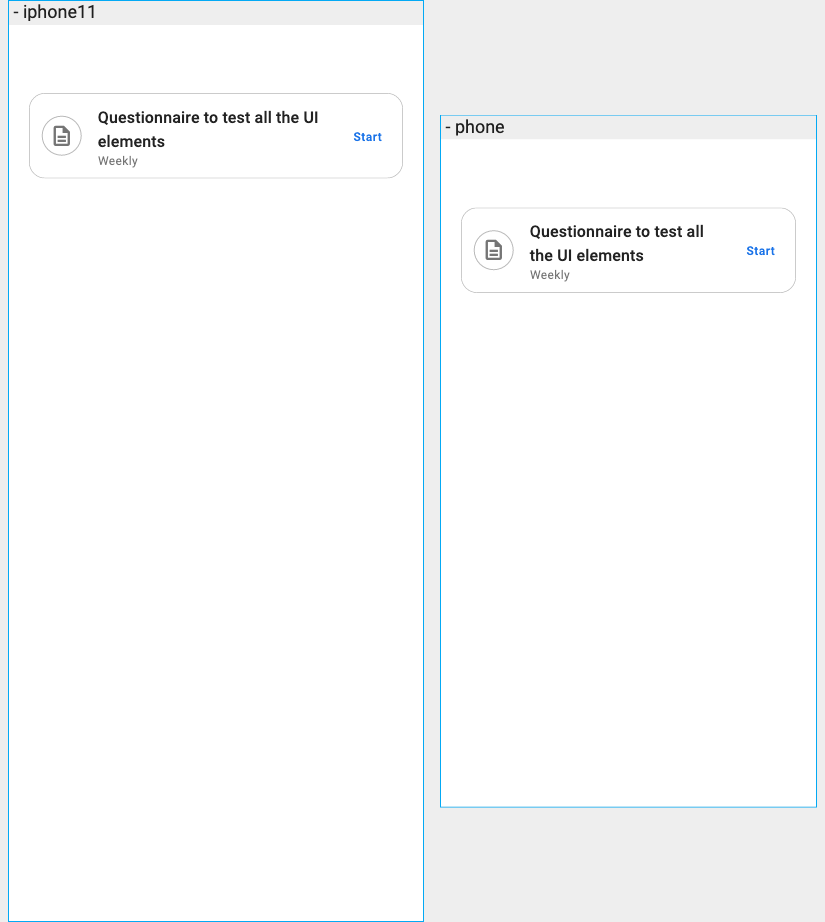 - iphone11
Questionnaire to test all the UI
elements
Weekly
Start
- phone
Questionnaire to test all
the UI elements
Weekly
Start